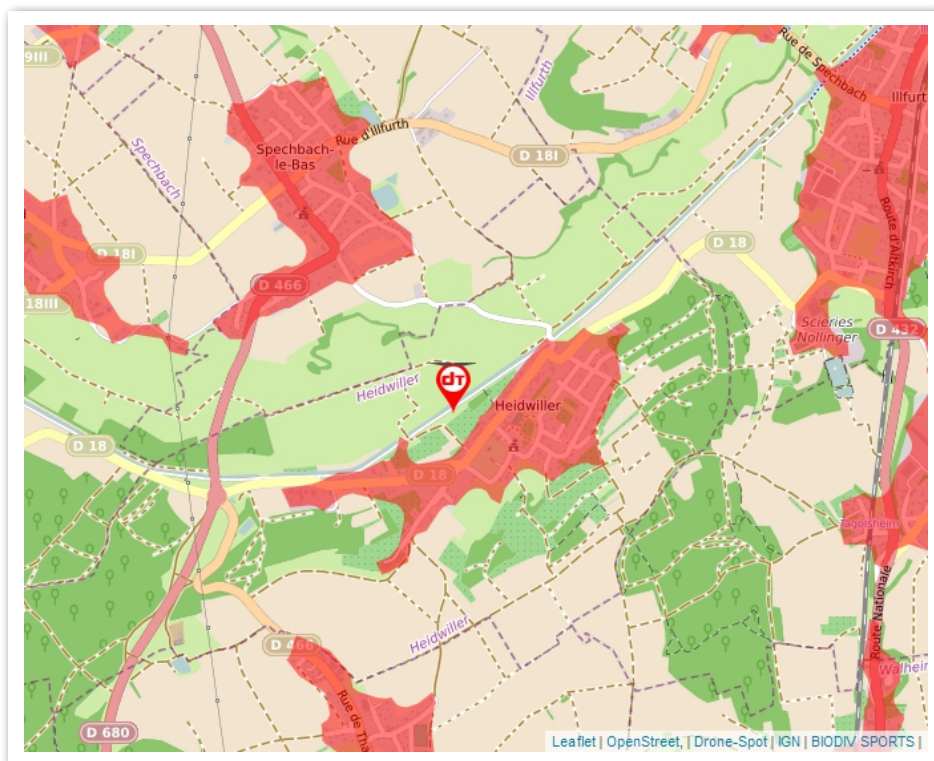 9III
Rue de Spechbach
Illfurth
Illfurt
Rue d'Illfurth
Spechbach-
le-Bas
D 18I
Spechbach
Route d'Altkirch
D 18
D 18I
D 466
18III
Scieries
Nollinger
D 432
Heidwiller
dT
Heidwiller
D 18
D 18
Tagolsheim
Route Nationale
Heidwiller
D 466
Walheim
Rue de Tha
D 680
Leaflet | OpenStreet, | Drone-Spot | IGN | BIODIV SPORTS |